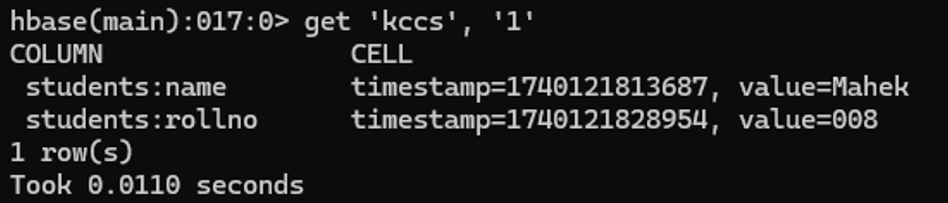 hbase(main):017:0> get 'kccs', '1'
COLUMN                CELL
 students:name        timestamp=1740121813687, value=Mahek
 students:rollno      timestamp=1740121828954, value=008
1 row(s)
Took 0.0110 seconds